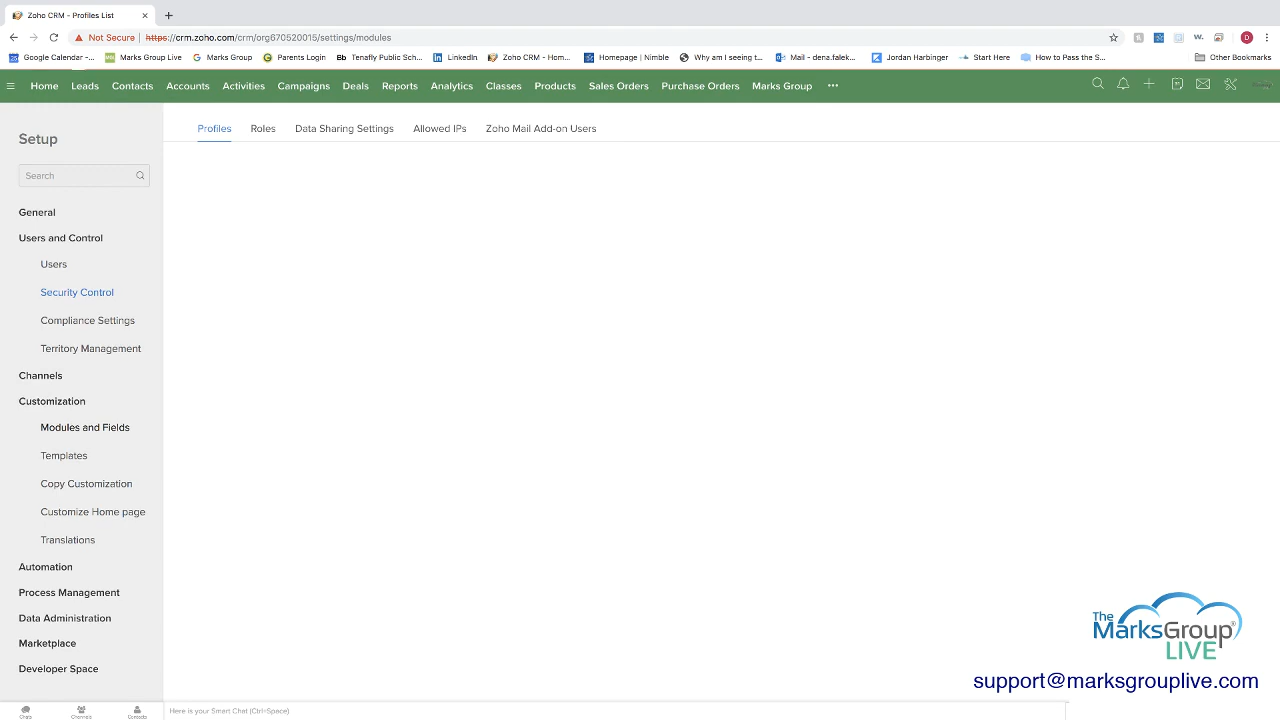 Zoho CRM - Profiles List
Not Secure https://crm.zoho.com/crm/org670520015/settings/modules
Google Calendar -... Marks Group Live Marks Group Parents Login Bb Tenafly Public Sch... LinkedIn Zoho CRM - Hom... Homepage | Nimble Why am I seeing t... Mail - dena.falek... Jordan Harbinger Start Here How to Pass the S... Other Bookmarks
Home Leads Contacts Accounts Activities Campaigns Deals Reports Analytics Classes Products Sales Orders Purchase Orders Marks Group
Setup
Profiles Roles Data Sharing Settings Allowed IPs Zoho Mail Add-on Users
Search
General
Users and Control
Users
Security Control
Compliance Settings
Territory Management
Channels
Customization
Modules and Fields
Templates
Copy Customization
Customize Home page
Translations
Automation
Process Management
Data Administration
Marketplace
Developer Space
The
MarksGroup®
LIVE
support@marksgrouplive.com
Chats Channels Contacts
Here is your Smart Chat (Ctrl+Space)